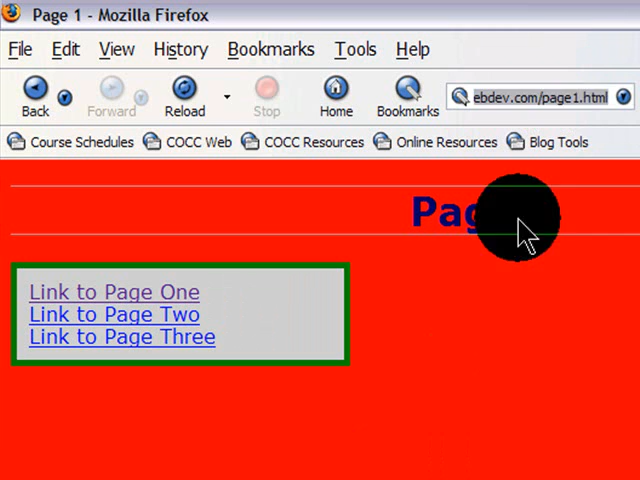 Page 1 - Mozilla Firefox
File Edit View History Bookmarks Tools Help
Back Forward Reload Stop Home Bookmarks ebdev.com/page1.html
Course Schedules COCC Web COCC Resources Online Resources Blog Tools
Link to Page One
Link to Page Two
Link to Page Three